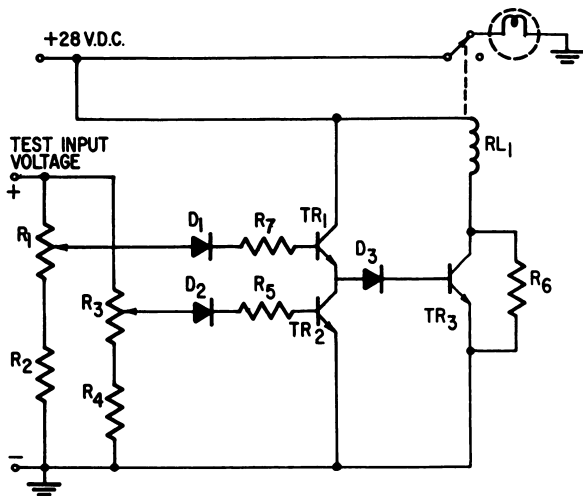 +28 V.D.C.
TEST INPUT
VOLTAGE
+
RL₁
D₁
R₇
TR₁
R₁
D₃
D₂
R₅
R₃
TR₂
TR₃
R₆
R₂
R₄
−